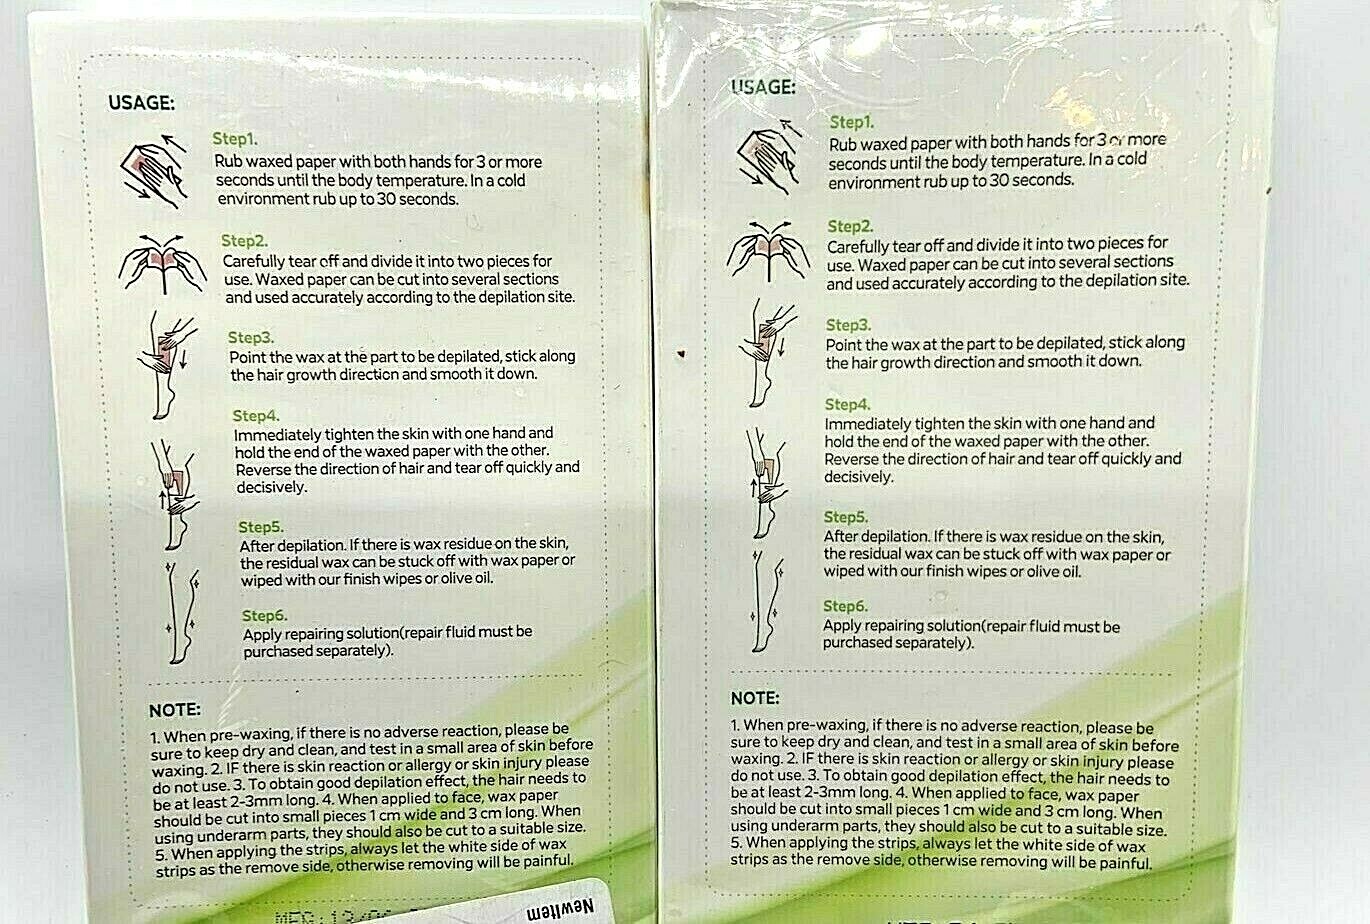 USAGE:
Step1.
Rub waxed paper with both hands for 3 or more
seconds until the body temperature. In a cold
environment rub up to 30 seconds.
Step2.
Carefully tear off and divide it into two pieces for
use. Waxed paper can be cut into several sections
and used accurately according to the depilation site.
Step3.
Point the wax at the part to be depilated, stick along
the hair growth direction and smooth it down.
Step4.
Immediately tighten the skin with one hand and
hold the end of the waxed paper with the other.
Reverse the direction of hair and tear off quickly and
decisively.
Step5.
After depilation. If there is wax residue on the skin,
the residual wax can be stuck off with wax paper or
wiped with our finish wipes or olive oil.
Step6.
Apply repairing solution(repair fluid must be
purchased separately).
NOTE:
1. When pre-waxing, if there is no adverse reaction, please be
sure to keep dry and clean, and test in a small area of skin before
waxing. 2. IF there is skin reaction or allergy or skin injury please
do not use. 3. To obtain good depilation effect, the hair needs to
be at least 2-3mm long. 4. When applied to face, wax paper
should be cut into small pieces 1 cm wide and 3 cm long. When
using underarm parts, they should also be cut to a suitable size.
5. When applying the strips, always let the white side of wax
strips as the remove side, otherwise removing will be painful.
MFG:13/
NewItem
USAGE:
Step1.
Rub waxed paper with both hands for 3 or more
seconds until the body temperature. In a cold
environment rub up to 30 seconds.
Step2.
Carefully tear off and divide it into two pieces for
use. Waxed paper can be cut into several sections
and used accurately according to the depilation site.
Step3.
Point the wax at the part to be depilated, stick along
the hair growth direction and smooth it down.
Step4.
Immediately tighten the skin with one hand and
hold the end of the waxed paper with the other.
Reverse the direction of hair and tear off quickly and
decisively.
Step5.
After depilation. If there is wax residue on the skin,
the residual wax can be stuck off with wax paper or
wiped with our finish wipes or olive oil.
Step6.
Apply repairing solution(repair fluid must be
purchased separately).
NOTE:
1. When pre-waxing, if there is no adverse reaction, please be
sure to keep dry and clean, and test in a small area of skin before
waxing. 2. IF there is skin reaction or allergy or skin injury please
do not use. 3. To obtain good depilation effect, the hair needs to
be at least 2-3mm long. 4. When applied to face, wax paper
should be cut into small pieces 1 cm wide and 3 cm long. When
using underarm parts, they should also be cut to a suitable size.
5. When applying the strips, always let the white side of wax
strips as the remove side, otherwise removing will be painful.